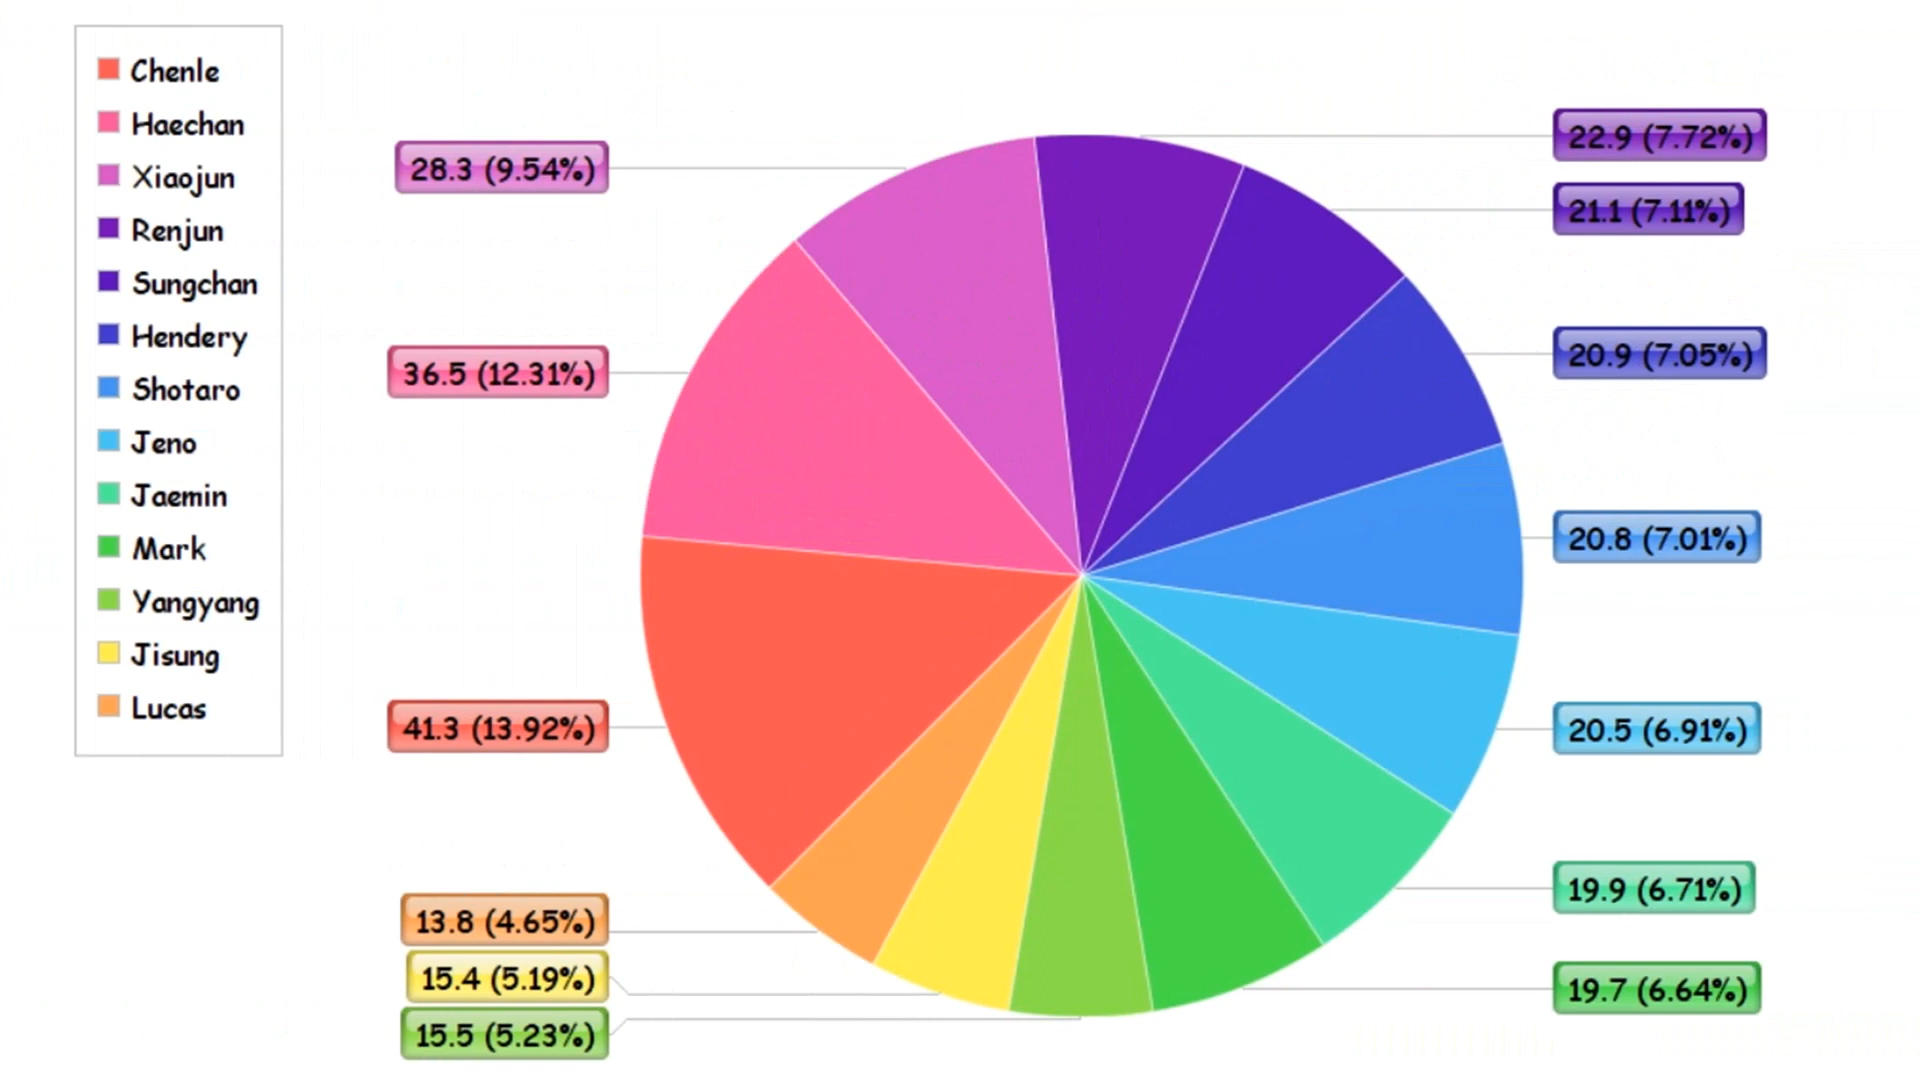 Chenle
Haechan
Xiaojun
Renjun
Sungchan
Hendery
Shotaro
Jeno
Jaemin
Mark
Yangyang
Jisung
Lucas
28.3 (9.54%)
36.5 (12.31%)
41.3 (13.92%)
13.8 (4.65%)
15.4 (5.19%)
15.5 (5.23%)
22.9 (7.72%)
21.1 (7.11%)
20.9 (7.05%)
20.8 (7.01%)
20.5 (6.91%)
19.9 (6.71%)
19.7 (6.64%)